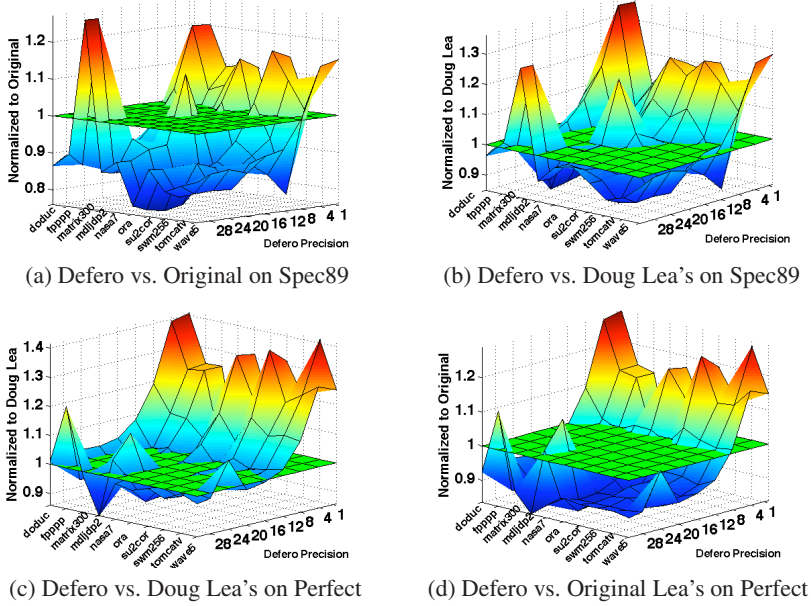 Normalized to Original
1.2
1.1
1
0.9
0.8
doduc
fpppp
matrix300
mdljdp2
nasa7
ora
su2cor
swm256
tomcatv
wave5
28 24 20 16 12 8 4 1
Defero Precision
(a) Defero vs. Original on Spec89
Normalized to Doug Lea
1.3
1.2
1.1
1
0.9
doduc
fpppp
matrix300
mdljdp2
nasa7
ora
su2cor
swm256
tomcatv
wave5
28 24 20 16 12 8 4 1
Defero Precision
(b) Defero vs. Doug Lea's on Spec89
Normalized to Doug Lea
1.4
1.3
1.2
1.1
1
0.9
doduc
fpppp
matrix300
mdljdp2
nasa7
ora
su2cor
swm256
tomcatv
wave5
28 24 20 16 12 8 4 1
Defero Precision
(c) Defero vs. Doug Lea's on Perfect
Normalized to Original
1.2
1.1
1
0.9
doduc
fpppp
matrix300
mdljdp2
nasa7
ora
su2cor
swm256
tomcatv
wave5
28 24 20 16 12 8 4 1
Defero Precision
(d) Defero vs. Original Lea's on Perfect